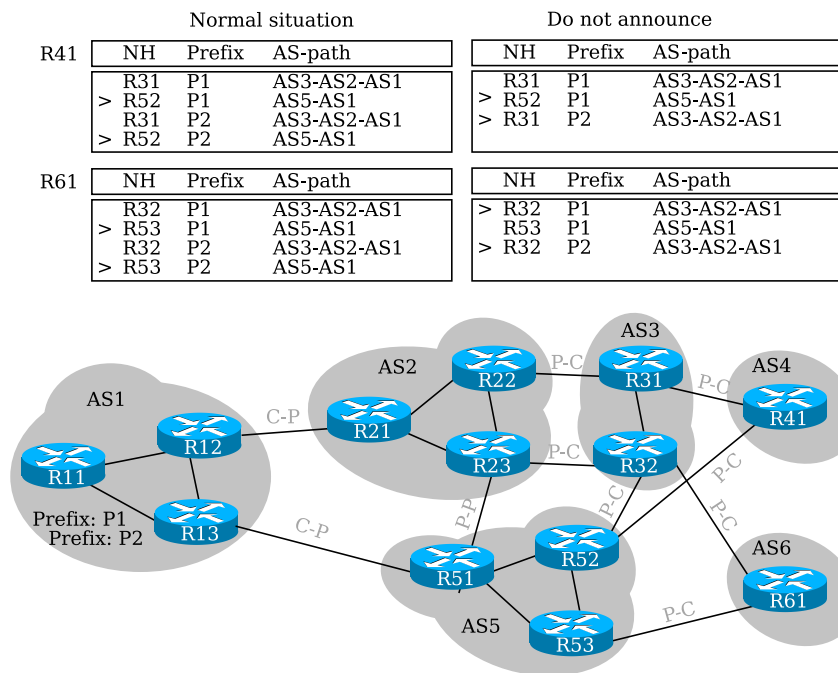 Normal situation Do not announce
R41 NH Prefix AS-path NH Prefix AS-path
R31 P1 AS3-AS2-AS1 R31 P1 AS3-AS2-AS1
> R52 P1 AS5-AS1 > R52 P1 AS5-AS1
R31 P2 AS3-AS2-AS1 > R31 P2 AS3-AS2-AS1
> R52 P2 AS5-AS1
R61 NH Prefix AS-path NH Prefix AS-path
R32 P1 AS3-AS2-AS1 > R32 P1 AS3-AS2-AS1
> R53 P1 AS5-AS1 R53 P1 AS5-AS1
R32 P2 AS3-AS2-AS1 > R32 P2 AS3-AS2-AS1
> R53 P2 AS5-AS1
AS3
AS2 P-C AS4
R22 R31 P-C
AS1
C-P R21 R41
R12
R11 R23 P-C R32 P-C
P-P P-C
Prefix: P1 R13
Prefix: P2 C-P P-C
R52 AS6
R51
R61
AS5 P-C
R53